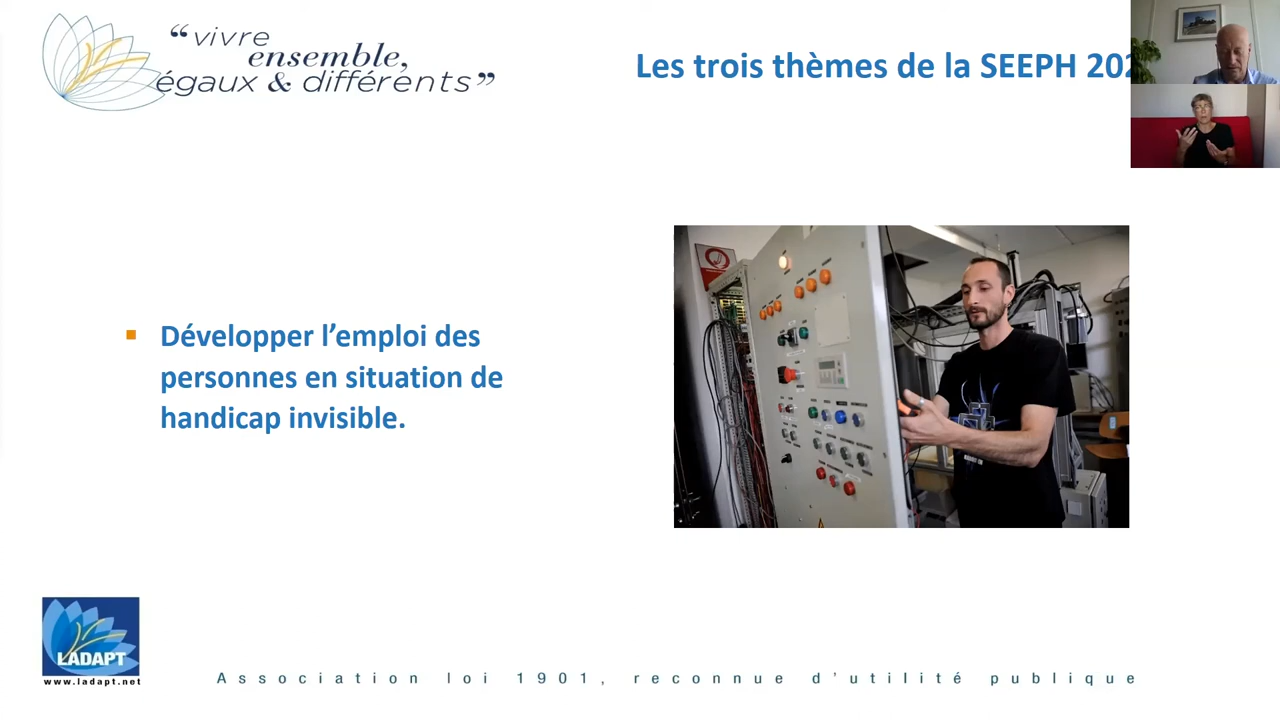 “vivre
ensemble,
égaux & différents”
Les trois thèmes de la SEEPH
▪ Développer l’emploi des
personnes en situation de
handicap invisible.
LADAPT
www.ladapt.net
Association loi 1901, reconnue d’utilité publique